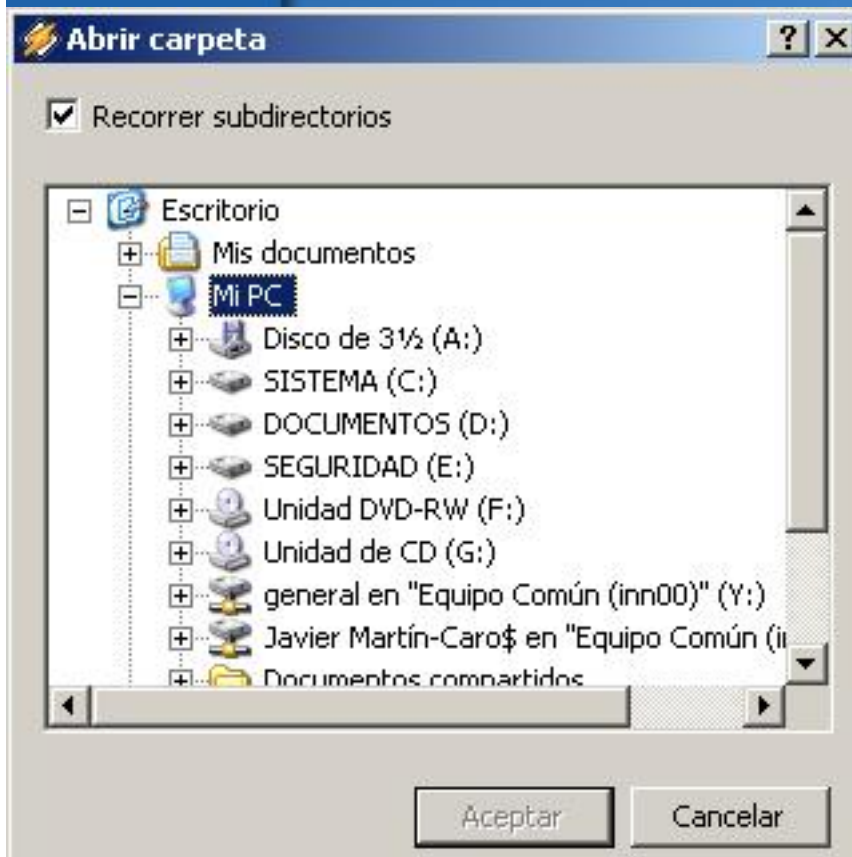 Abrir carpeta
Recorrer subdirectorios
Escritorio
Mis documentos
Mi PC
Disco de 3½ (A:)
SISTEMA (C:)
DOCUMENTOS (D:)
SEGURIDAD (E:)
Unidad DVD-RW (F:)
Unidad de CD (G:)
general en "Equipo Común (inn00)" (Y:)
Javier Martín-Caro$ en "Equipo Común (i
Documentos compartidos
Aceptar Cancelar